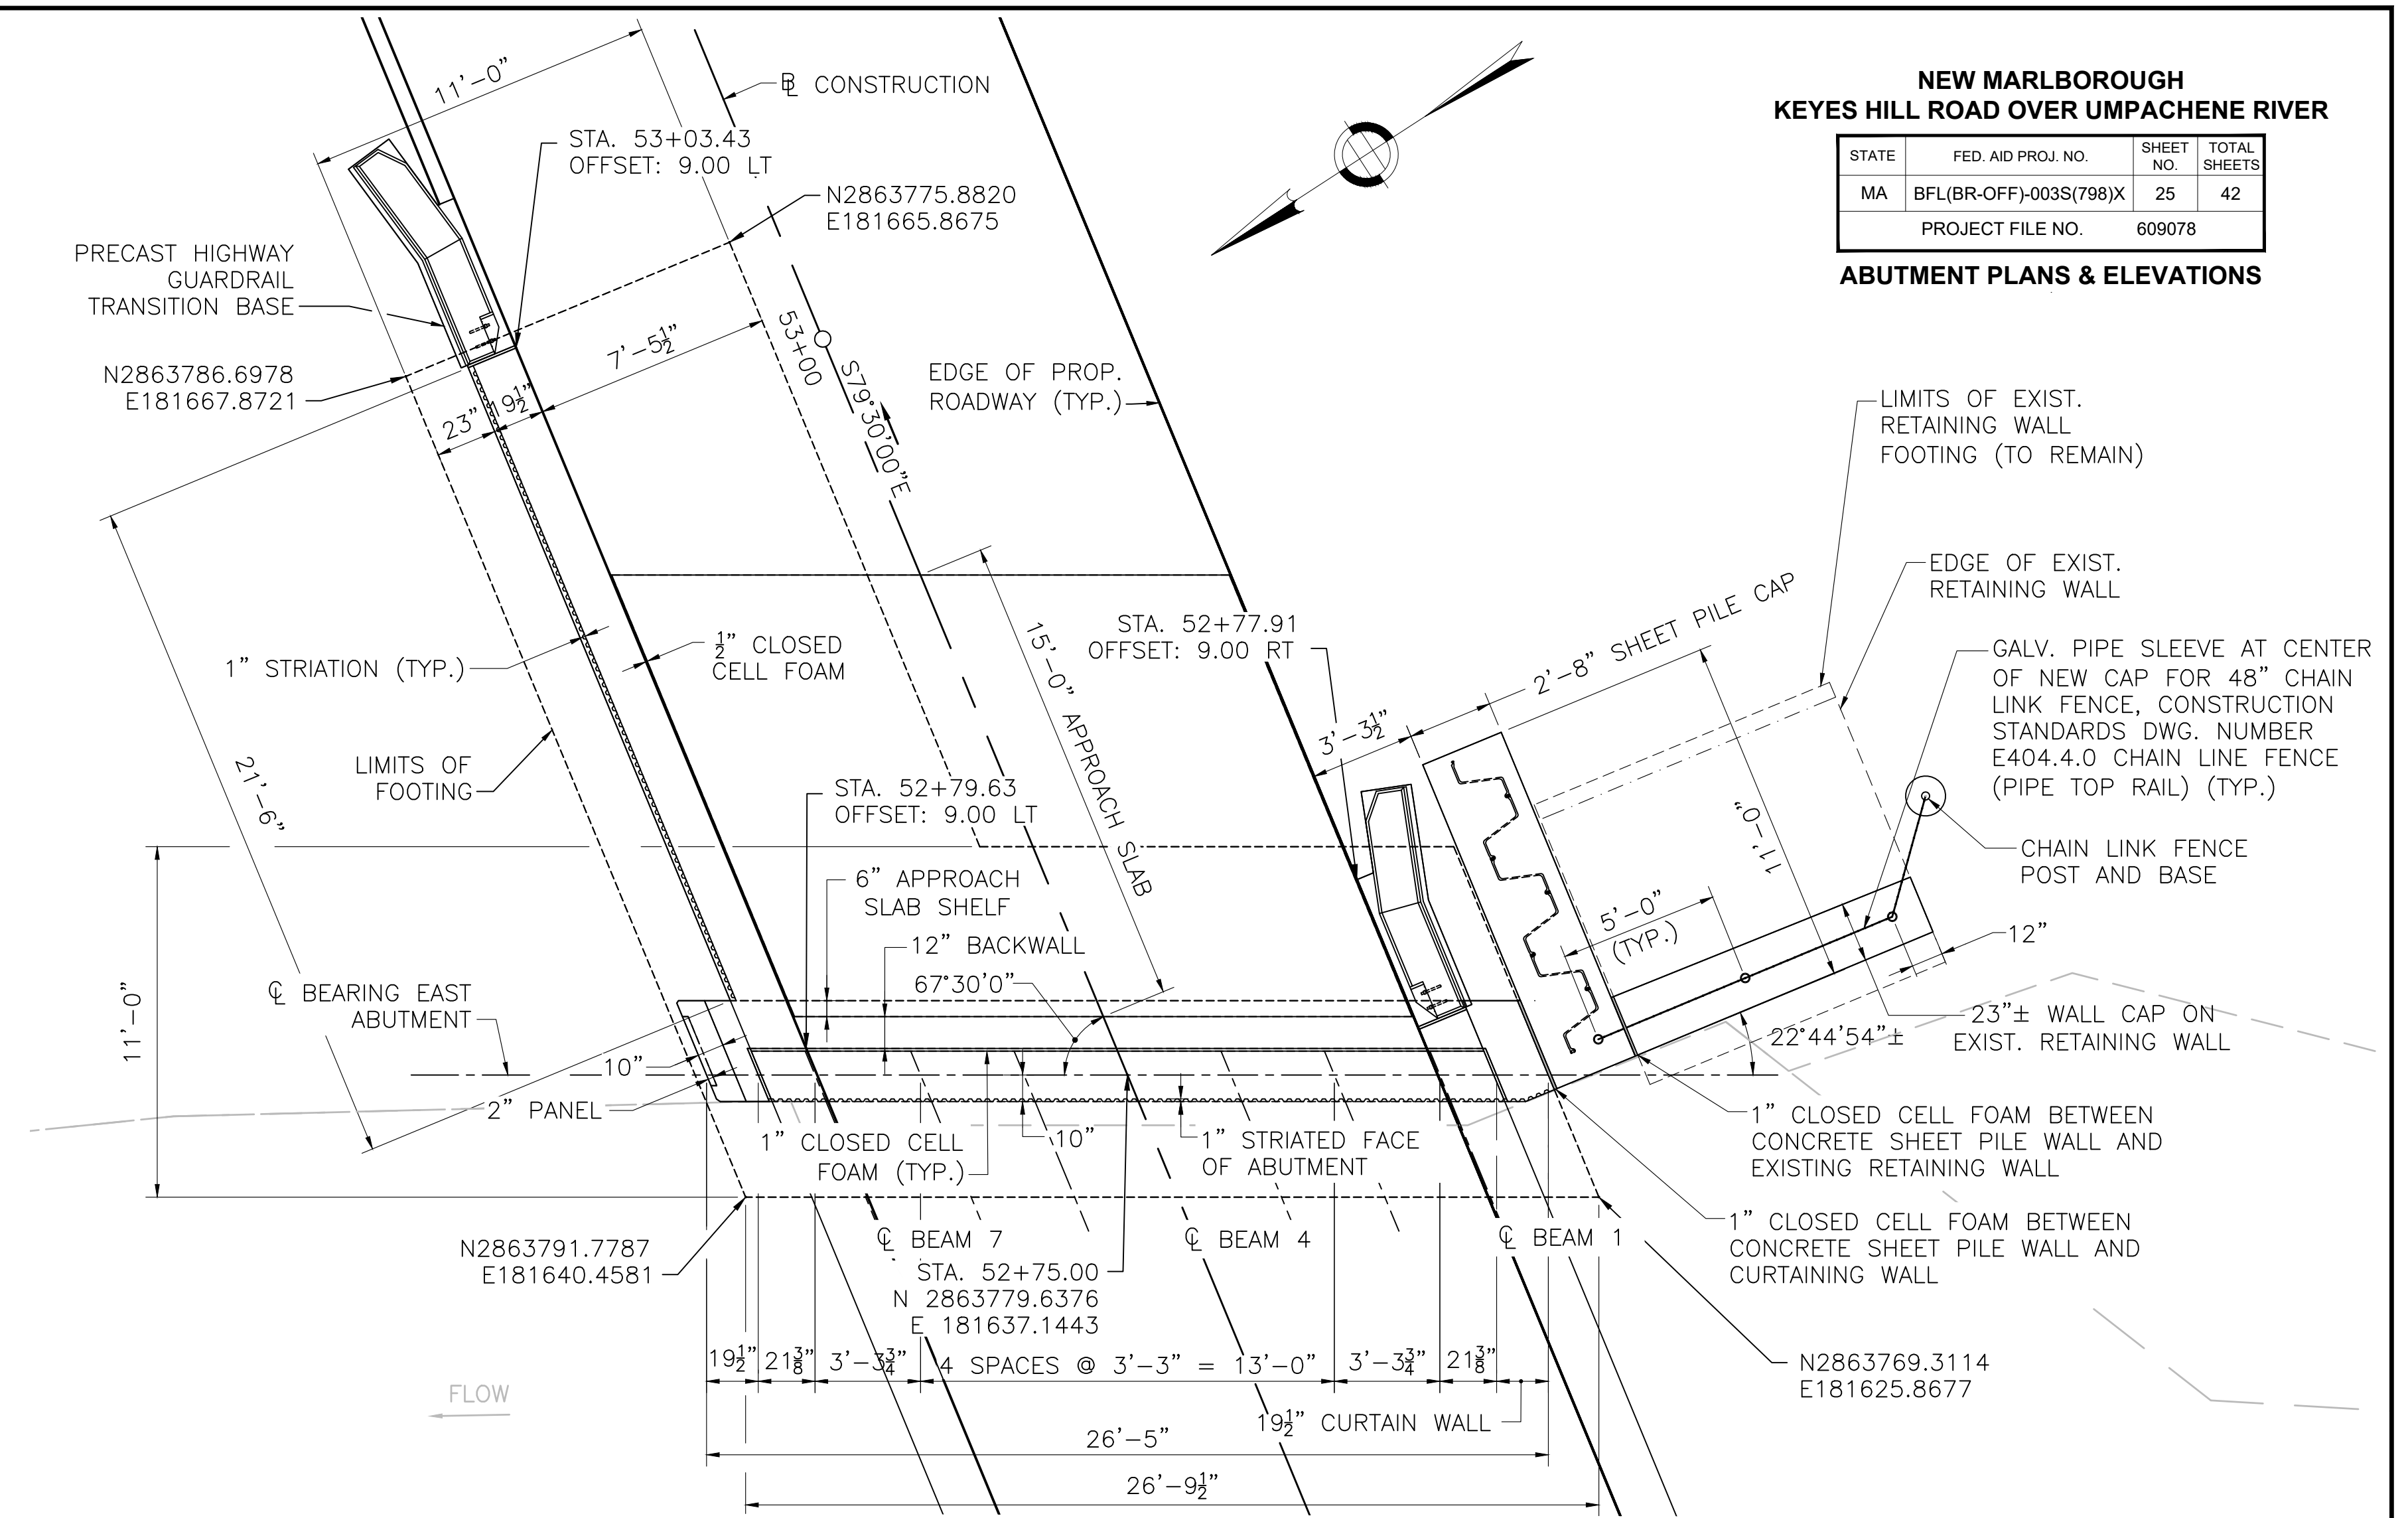 NEW MARLBOROUGH
KEYES HILL ROAD OVER UMPACHENE RIVER
STATE FED. AID PROJ. NO. SHEET NO. TOTAL SHEETS
MA BFL(BR-OFF)-003S(798)X 25 42
PROJECT FILE NO. 609078
ABUTMENT PLANS & ELEVATIONS
11'-0"
℄ CONSTRUCTION
STA. 53+03.43
OFFSET: 9.00 LT
N2863775.8820
E181665.8675
PRECAST HIGHWAY
GUARDRAIL
TRANSITION BASE
N2863786.6978
E181667.8721
23"
19½"
7'-5½"
53+00
S79°30'00"E
EDGE OF PROP.
ROADWAY (TYP.)
LIMITS OF EXIST.
RETAINING WALL
FOOTING (TO REMAIN)
EDGE OF EXIST.
RETAINING WALL
GALV. PIPE SLEEVE AT CENTER
OF NEW CAP FOR 48" CHAIN
LINK FENCE, CONSTRUCTION
STANDARDS DWG. NUMBER
E404.4.0 CHAIN LINE FENCE
(PIPE TOP RAIL) (TYP.)
CHAIN LINK FENCE
POST AND BASE
1" STRIATION (TYP.)
½" CLOSED
CELL FOAM
15'-0" APPROACH SLAB
STA. 52+77.91
OFFSET: 9.00 RT
3'-3½"
2'-8" SHEET PILE CAP
11'-0"
5'-0"
(TYP.)
12"
LIMITS OF
FOOTING
21'-6"
STA. 52+79.63
OFFSET: 9.00 LT
6" APPROACH
SLAB SHELF
12" BACKWALL
67°30'0"
℄ BEARING EAST
ABUTMENT
11'-0"
10"
2" PANEL
1" CLOSED CELL
FOAM (TYP.)
10"
1" STRIATED FACE
OF ABUTMENT
22°44'54"±
23"± WALL CAP ON
EXIST. RETAINING WALL
1" CLOSED CELL FOAM BETWEEN
CONCRETE SHEET PILE WALL AND
EXISTING RETAINING WALL
1" CLOSED CELL FOAM BETWEEN
CONCRETE SHEET PILE WALL AND
CURTAINING WALL
N2863791.7787
E181640.4581
℄ BEAM 7
℄ BEAM 4
℄ BEAM 1
STA. 52+75.00
N 2863779.6376
E 181637.1443
N2863769.3114
E181625.8677
19½" 21⅜" 3'-3¾" 4 SPACES @ 3'-3" = 13'-0" 3'-3¾" 21⅜"
FLOW
19½" CURTAIN WALL
26'-5"
26'-9½"